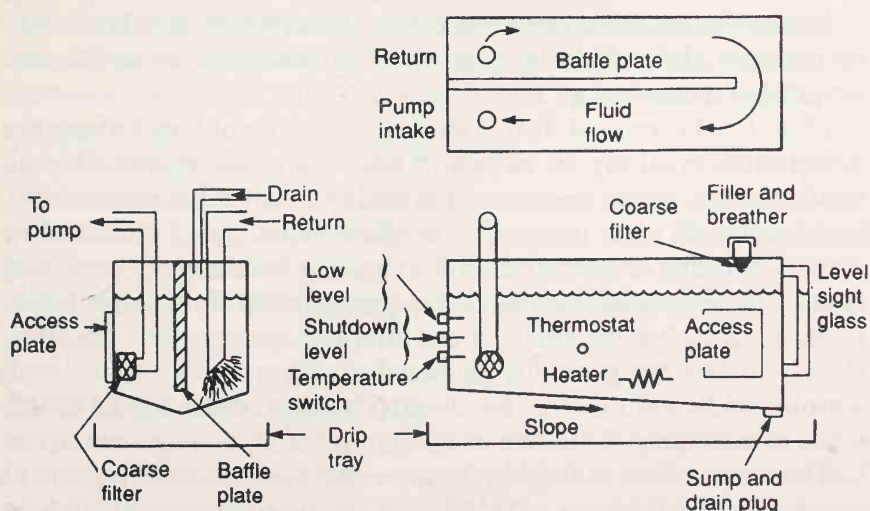 Return
Baffle plate
Pump
intake
Fluid
flow
To
pump
Drain
Return
Access
plate
Coarse
filter
Baffle
plate
Drip
tray
Low
level
Shutdown
level
Temperature
switch
Coarse
filter
Filler and
breather
Level
sight
glass
Thermostat
Access
plate
Heater
Slope
Sump and
drain plug